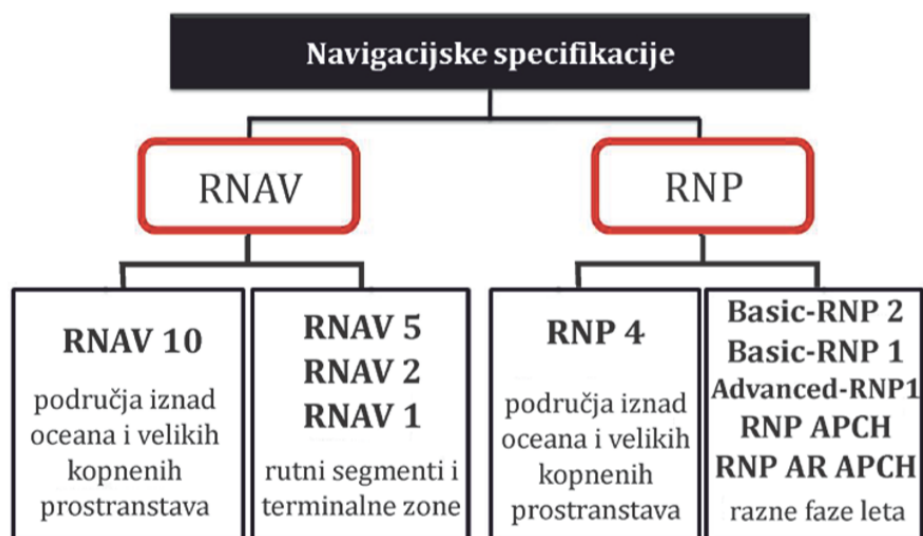 Navigacijske specifikacije
RNAV
RNP
RNAV 10
područja iznad
oceana i velikih
kopnenih
prostranstava
RNAV 5
RNAV 2
RNAV 1
rutni segmenti i
terminalne zone
RNP 4
područja iznad
oceana i velikih
kopnenih
prostranstava
Basic-RNP 2
Basic-RNP 1
Advanced-RNP1
RNP APCH
RNP AR APCH
razne faze leta